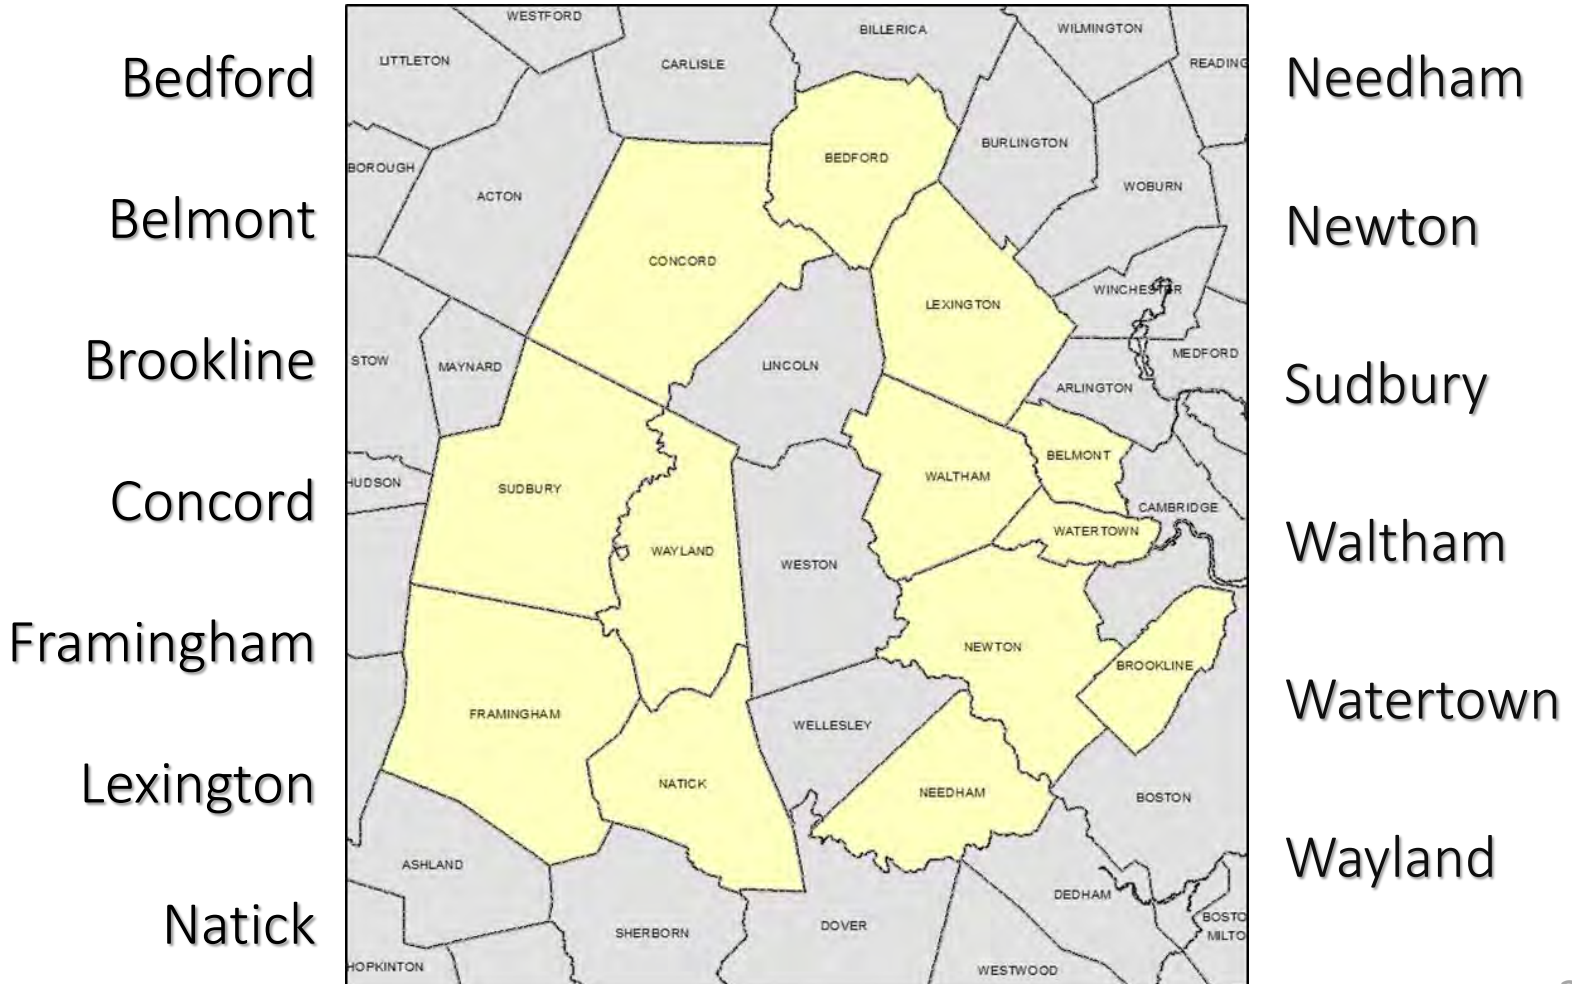 Bedford
Belmont
Brookline
Concord
Framingham
Lexington
Natick
WESTFORD
BILLERICA
WILMINGTON
LITTLETON
CARLISLE
READING
BEDFORD
BURLINGTON
BOROUGH
ACTON
WOBURN
CONCORD
WINCHESTER
LEXINGTON
STOW
MAYNARD
LINCOLN
MEDFORD
ARLINGTON
BELMONT
HUDSON
SUDBURY
WALTHAM
CAMBRIDGE
WATERTOWN
WAYLAND
WESTON
NEWTON
BROOKLINE
FRAMINGHAM
WELLESLEY
NATICK
NEEDHAM
BOSTON
ASHLAND
DEDHAM
BOSTO
SHERBORN
DOVER
MILTO
HOPKINTON
WESTWOOD
Needham
Newton
Sudbury
Waltham
Watertown
Wayland